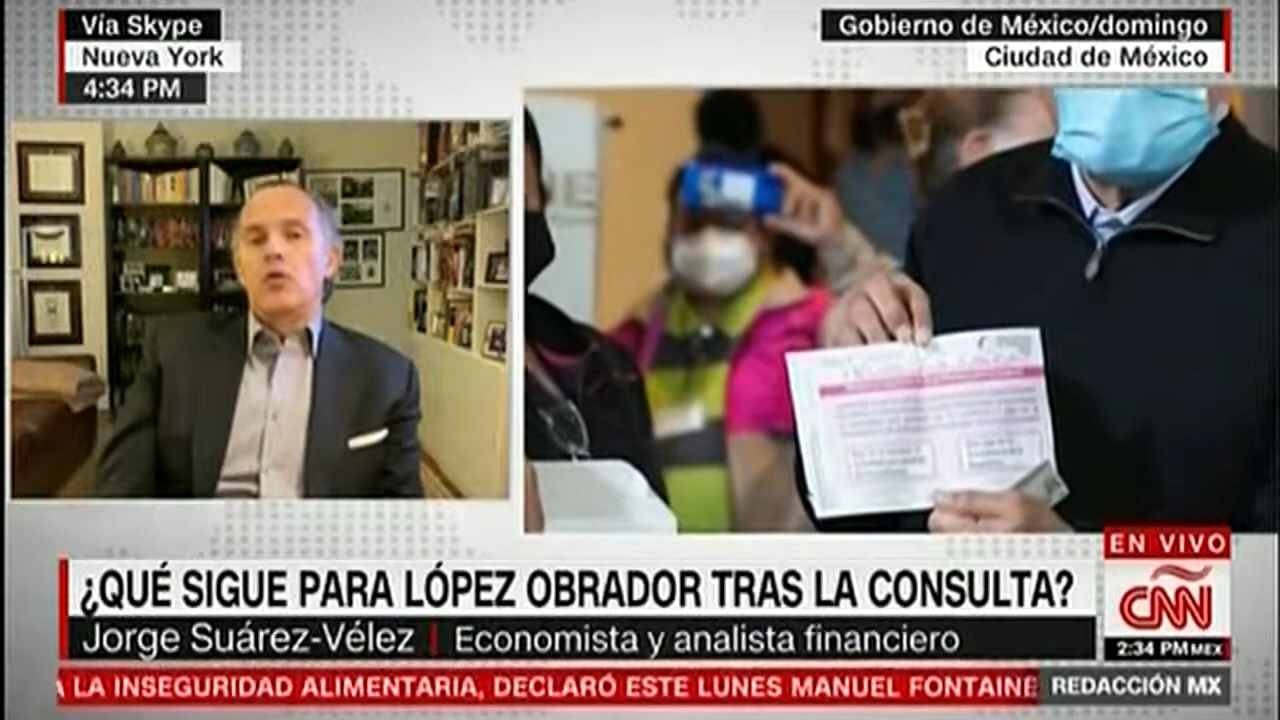 Vía Skype
Nueva York
4:34 PM
Gobierno de México/domingo
Ciudad de México
EN VIVO
¿QUÉ SIGUE PARA LÓPEZ OBRADOR TRAS LA CONSULTA?
CNN
Jorge Suárez-Vélez | Economista y analista financiero
2:34 PM MEX
A LA INSEGURIDAD ALIMENTARIA, DECLARÓ ESTE LUNES MANUEL FONTAINE
REDACCIÓN MX